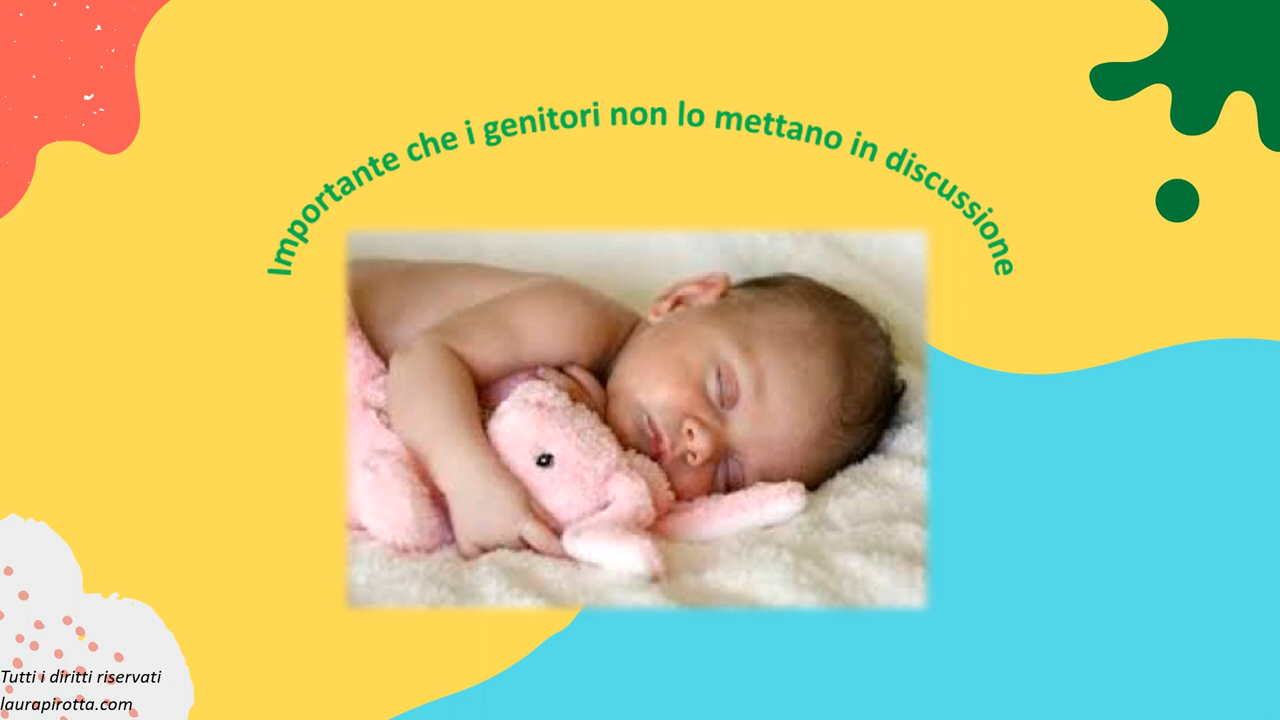 Importante che i genitori non lo mettano in discussione
Tutti i diritti riservati
laurapirotta.com